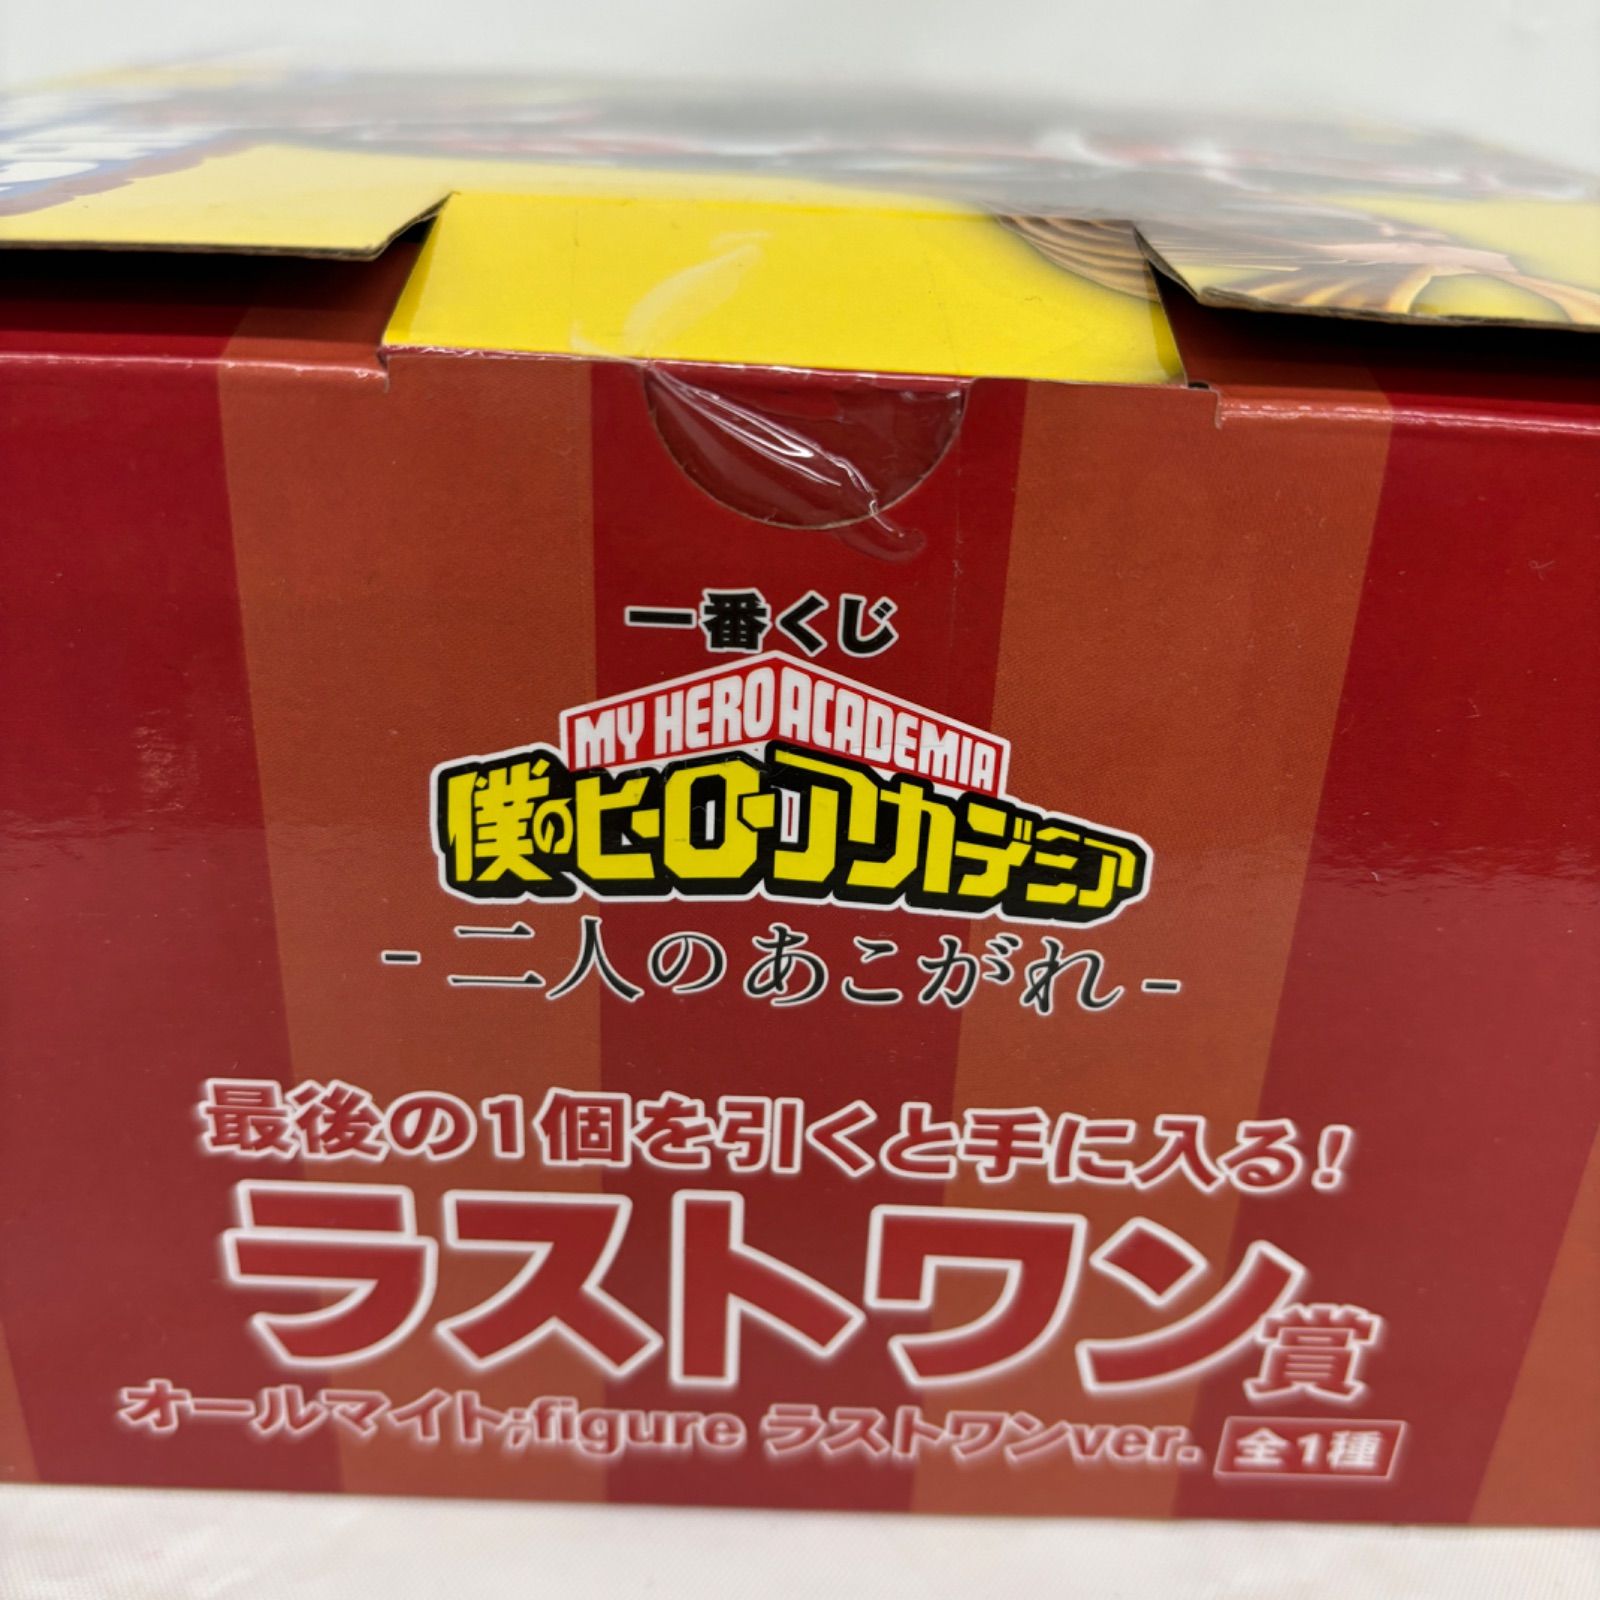 一番くじ
MY HERO ACADEMIA
僕のヒーローアカデミア
- 二人のあこがれ -
最後の1個を引くと手に入る!
ラストワン賞
オールマイト;figure ラストワンver. 全1種